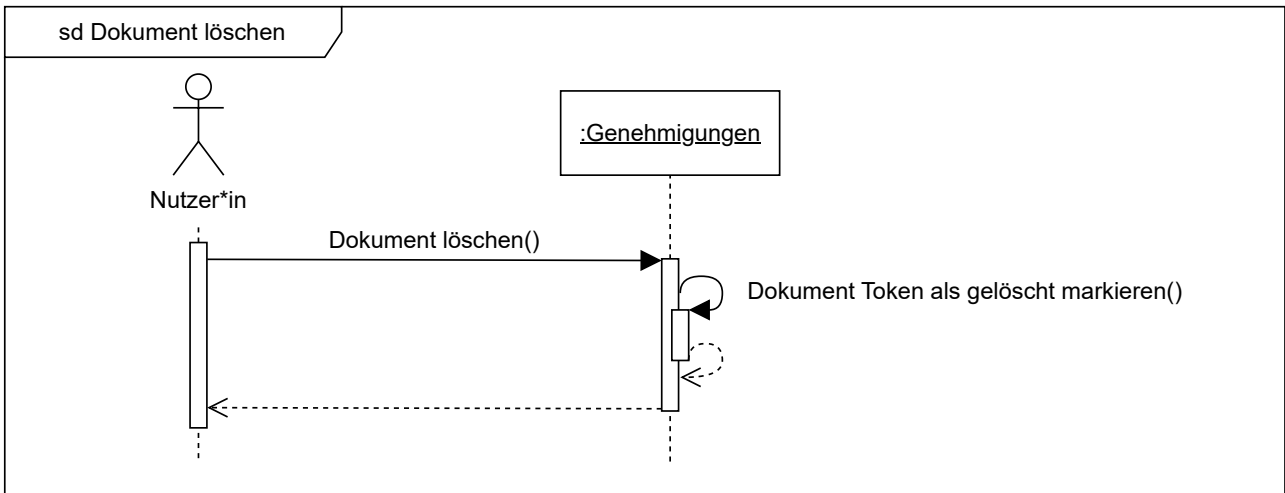 sd Dokument löschen
Nutzer*in
:Genehmigungen
Dokument löschen()
Dokument Token als gelöscht markieren()